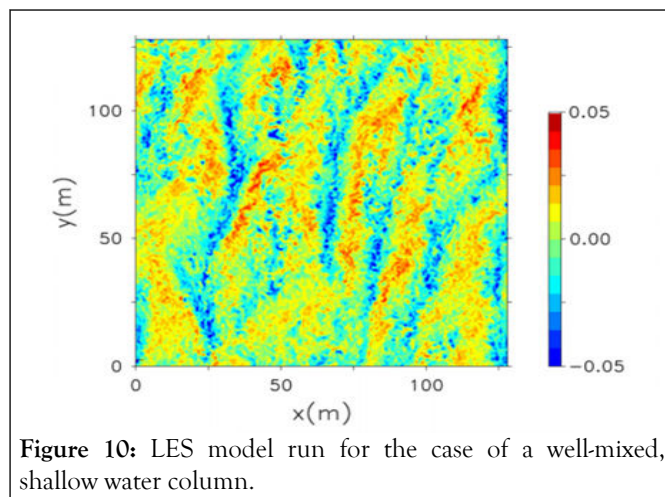 100
50
0
y(m)
0
50
100
x(m)
0.05
0.00
−0.05
Figure 10: LES model run for the case of a well-mixed,
shallow water column.